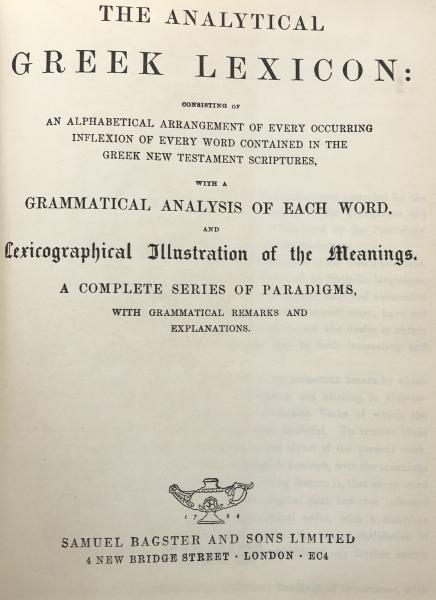 THE ANALYTICAL
GREEK LEXICON:
CONSISTING OF
AN ALPHABETICAL ARRANGEMENT OF EVERY OCCURRING
INFLEXION OF EVERY WORD CONTAINED IN THE
GREEK NEW TESTAMENT SCRIPTURES,
WITH A
GRAMMATICAL ANALYSIS OF EACH WORD,
AND
Lexicographical Illustration of the Meanings.
A COMPLETE SERIES OF PARADIGMS,
WITH GRAMMATICAL REMARKS AND
EXPLANATIONS.
1794
SAMUEL BAGSTER AND SONS LIMITED
4 NEW BRIDGE STREET · LONDON · EC4